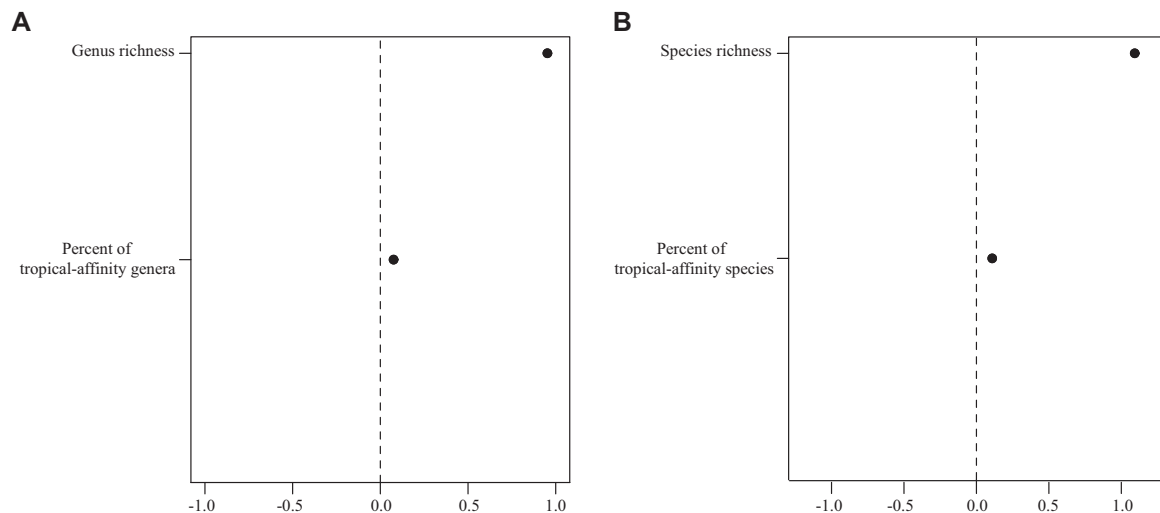 A
Genus richness
Percent of
tropical-affinity genera
-1.0 -0.5 0.0 0.5 1.0
B
Species richness
Percent of
tropical-affinity species
-1.0 -0.5 0.0 0.5 1.0